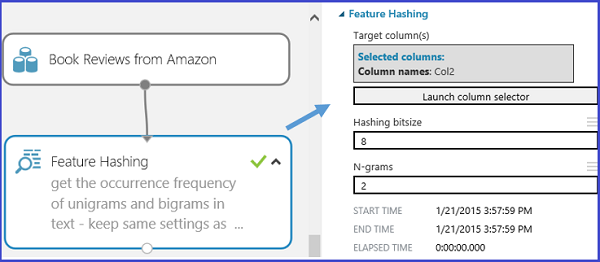 Book Reviews from Amazon
Feature Hashing
get the occurrence frequency
of unigrams and bigrams in
text - keep same settings as ...
Feature Hashing
Target column(s)
Selected columns:
Column names: Col2
Launch column selector
Hashing bitsize
8
N-grams
2
START TIME 1/21/2015 3:57:59 PM
END TIME 1/21/2015 3:57:59 PM
ELAPSED TIME 0:00:00.000